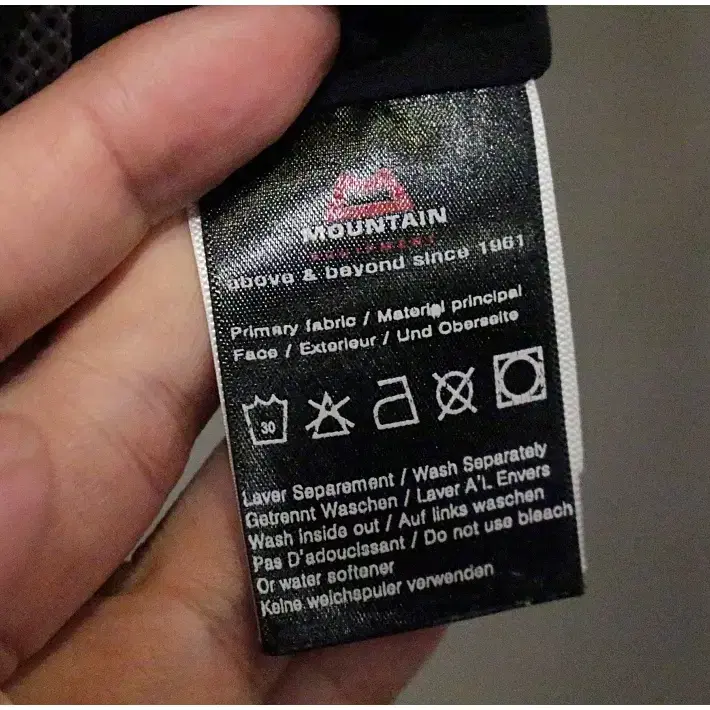 MOUNTAIN
EQUIPMENT
above & beyond since 1961
Primary fabric / Material principal
Face / Exterieur / Und Oberseite
30
Laver Separement / Wash Separately
Getrennt Waschen / Laver A'L Envers
Wash inside out / Auf links waschen
Pas D'adoucissant / Do not use bleach
Or water softener
Keine weichspuler verwenden